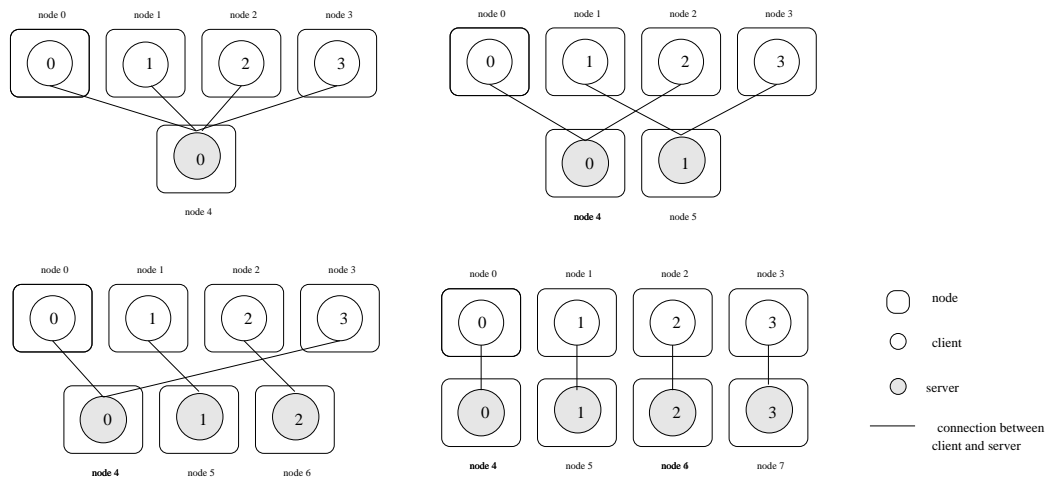 node 0 node 1 node 2 node 3
0 1 2 3
0
node 4
node 0 node 1 node 2 node 3
0 1 2 3
0 1
node 4 node 5
node 0 node 1 node 2 node 3
0 1 2 3
0 1 2
node 4 node 5 node 6
node 0 node 1 node 2 node 3
0 1 2 3
0 1 2 3
node 4 node 5 node 6 node 7
node
client
server
connection between
client and server